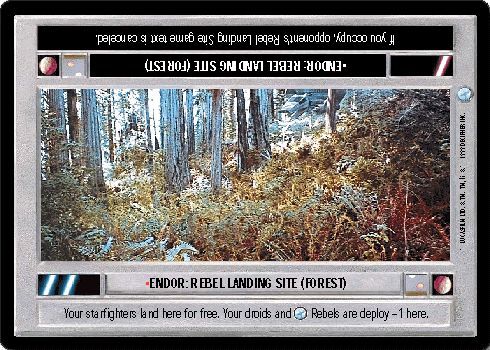 If you occupy, opponent's Rebel Landing Site game text is canceled.
•ENDOR: REBEL LANDING SITE (FOREST)
•ENDOR: REBEL LANDING SITE (FOREST)
Your starfighters land here for free. Your droids and Rebels are deploy –1 here.